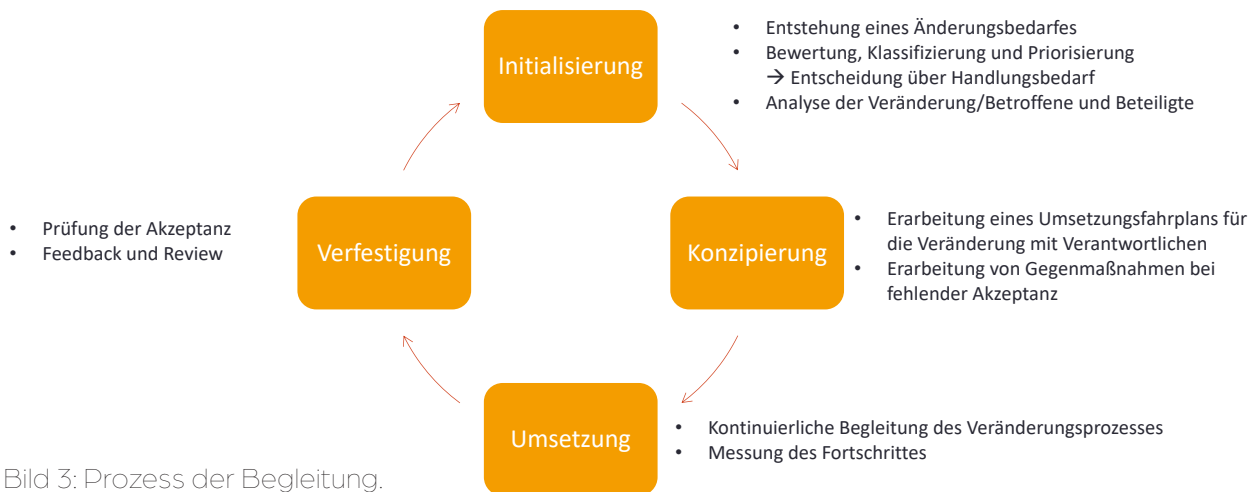 Initialisierung
• Entstehung eines Änderungsbedarfes
• Bewertung, Klassifizierung und Priorisierung
→ Entscheidung über Handlungsbedarf
• Analyse der Veränderung/Betroffene und Beteiligte
Konzipierung
• Erarbeitung eines Umsetzungsfahrplans für
die Veränderung mit Verantwortlichen
• Erarbeitung von Gegenmaßnahmen bei
fehlender Akzeptanz
Umsetzung
• Kontinuierliche Begleitung des Veränderungsprozesses
• Messung des Fortschrittes
Verfestigung
• Prüfung der Akzeptanz
• Feedback und Review
Bild 3: Prozess der Begleitung.